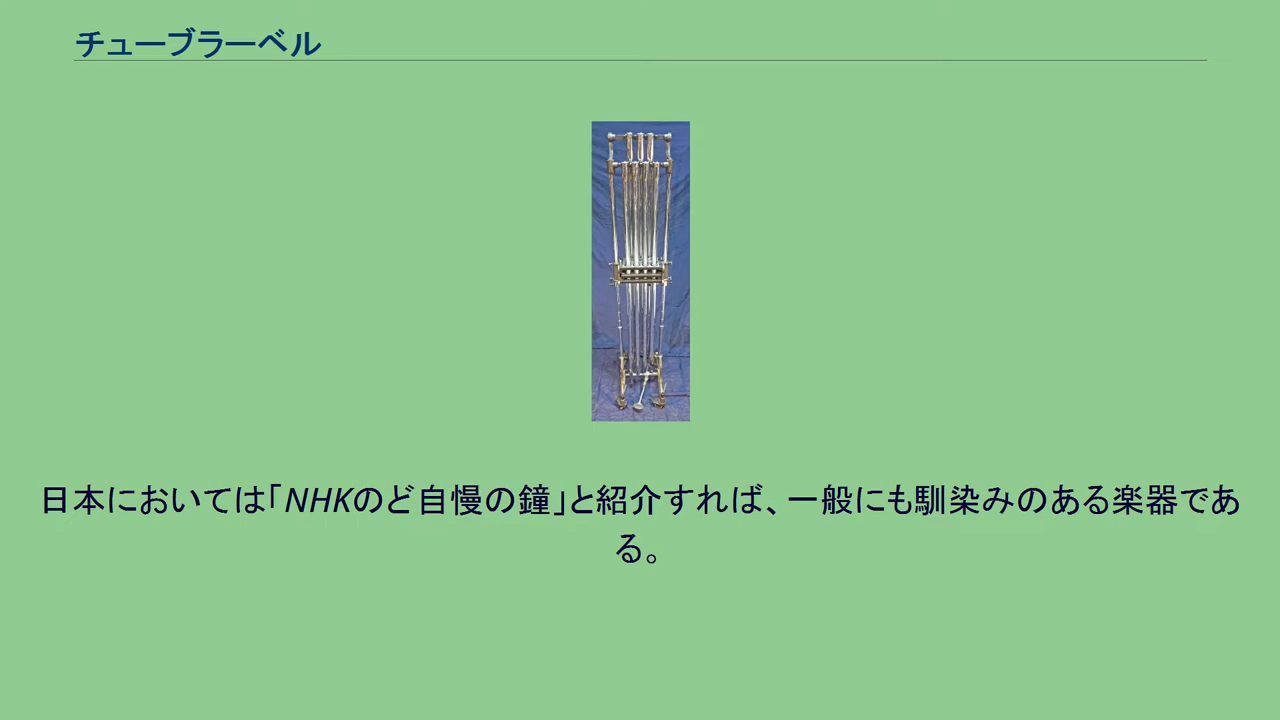 チューブラーベル
日本においては「NHKのど自慢の鐘」と紹介すれば、一般にも馴染みのある楽器であ
る。